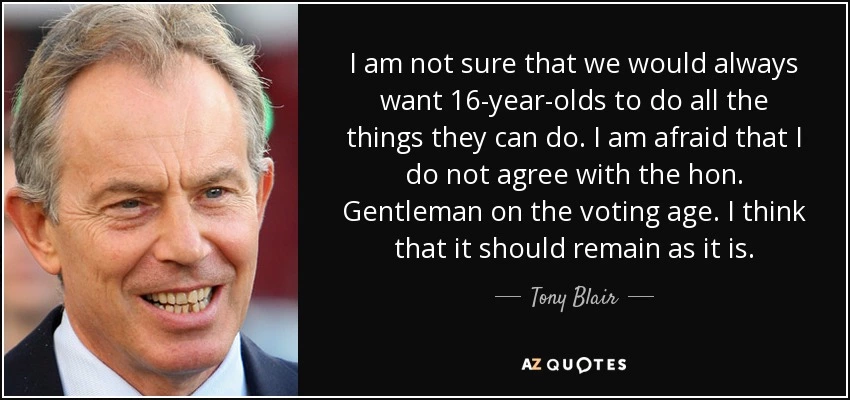 I am not sure that we would always
want 16-year-olds to do all the
things they can do. I am afraid that I
do not agree with the hon.
Gentleman on the voting age. I think
that it should remain as it is.
Tony Blair
AZ QUOTES